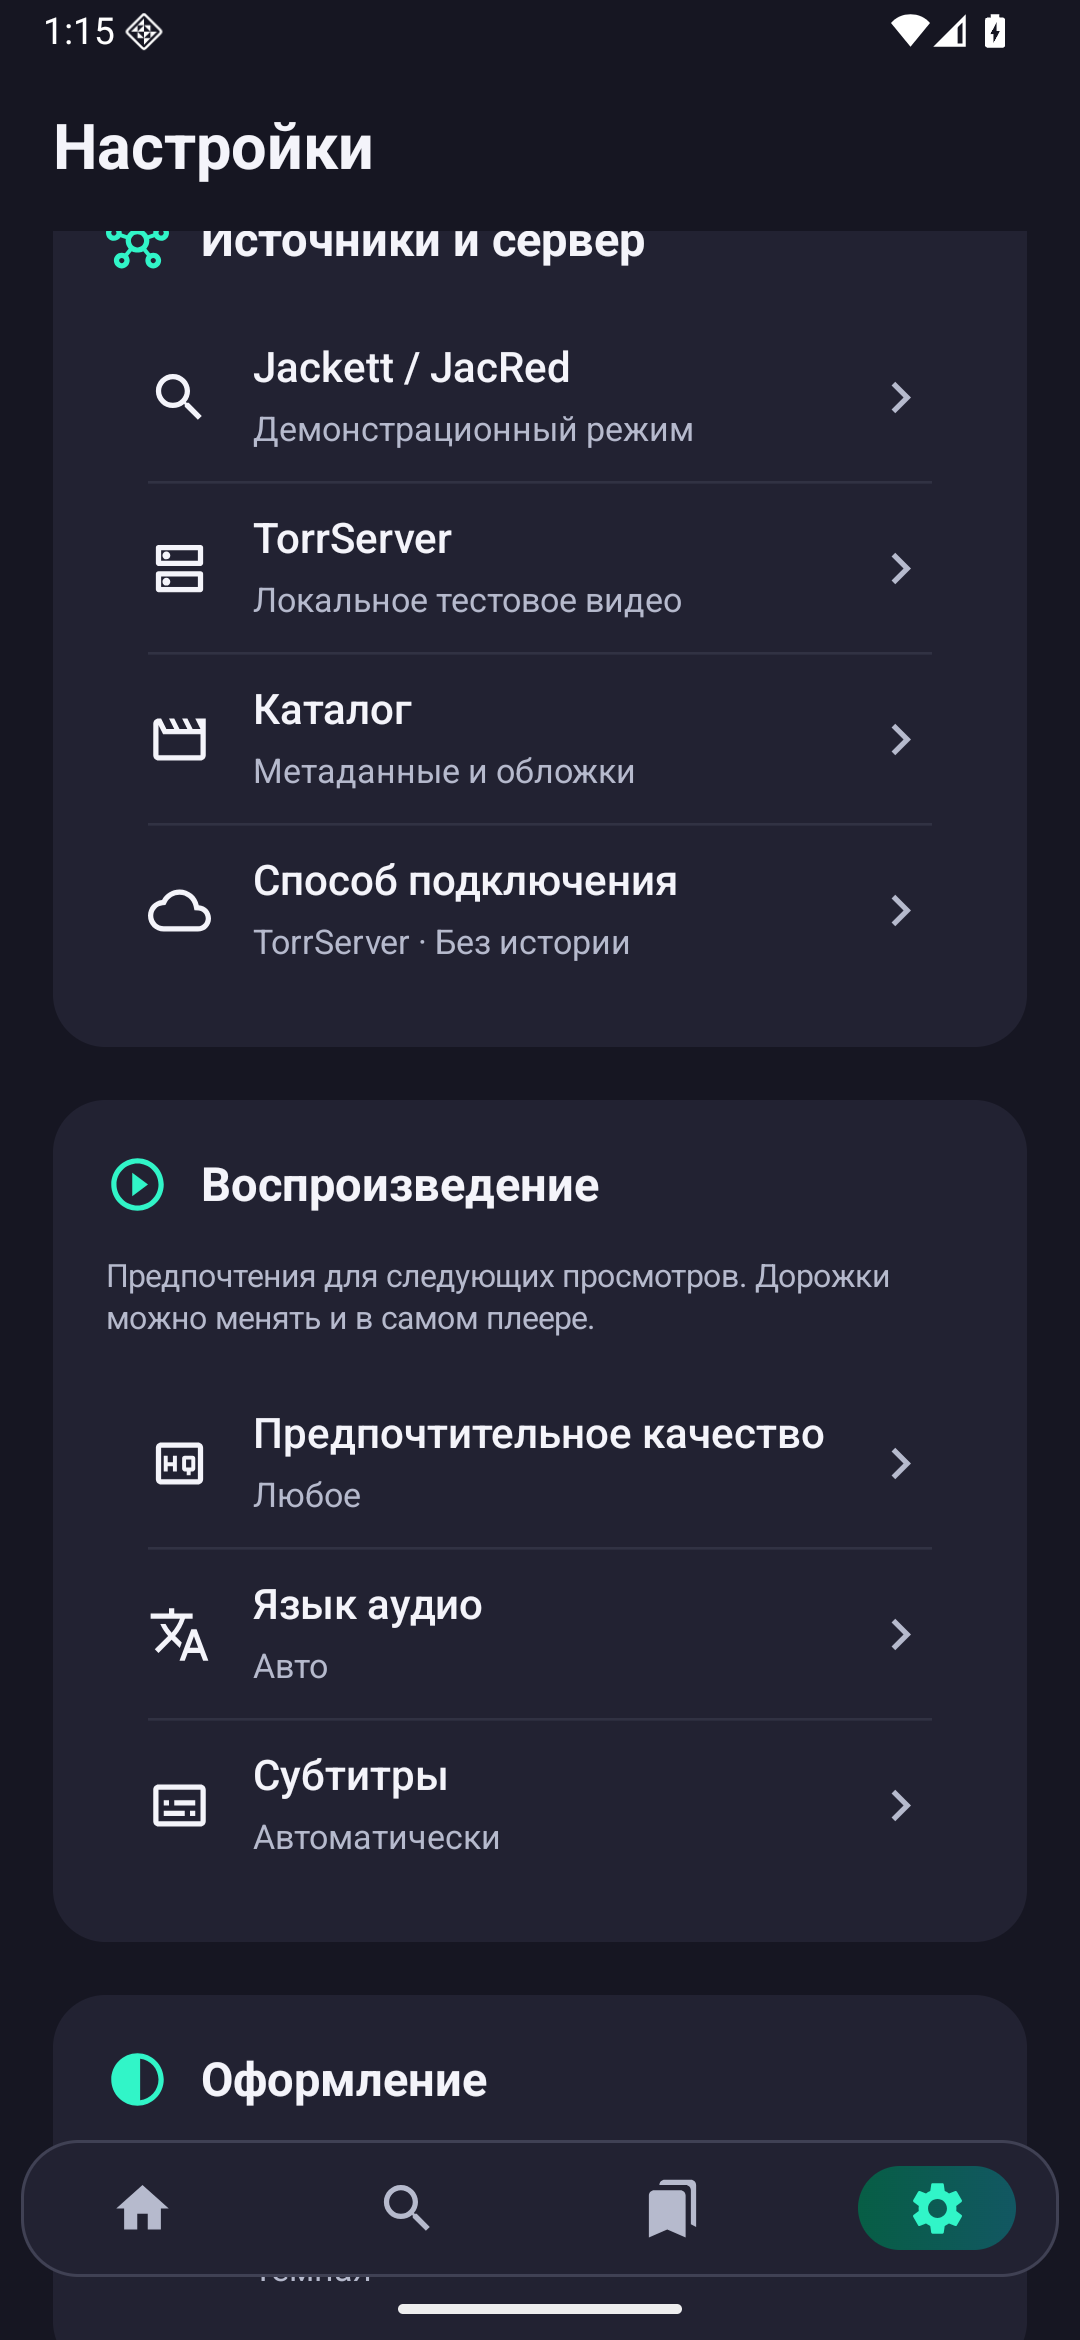 1:15
Настройки
Источники и сервер
Jackett / JacRed
Демонстрационный режим
TorrServer
Локальное тестовое видео
Каталог
Метаданные и обложки
Способ подключения
TorrServer · Без истории
Воспроизведение
Предпочтения для следующих просмотров. Дорожки
можно менять и в самом плеере.
HQ
Предпочтительное качество
Любое
Язык аудио
Авто
Субтитры
Автоматически
Оформление